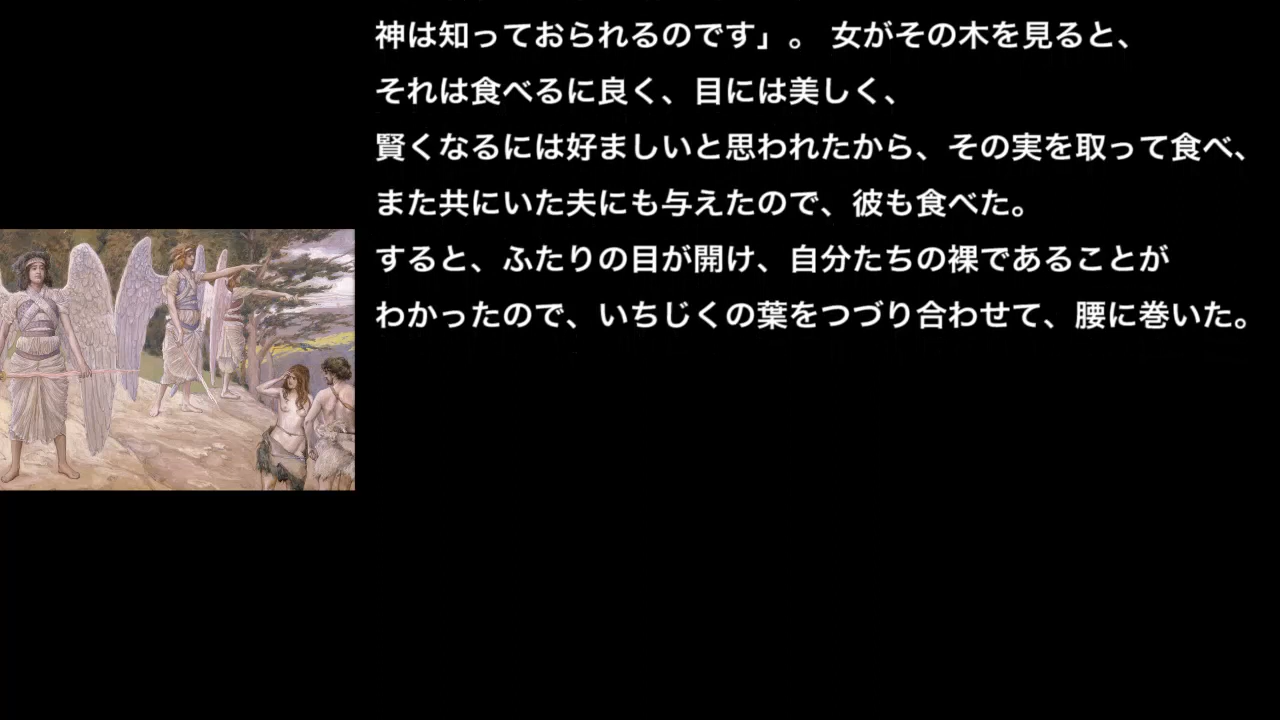 神は知っておられるのです」。 女がその木を見ると、
それは食べるに良く、目には美しく、
賢くなるには好ましいと思われたから、その実を取って食べ、
また共にいた夫にも与えたので、彼も食べた。
すると、ふたりの目が開け、自分たちの裸であることが
わかったので、いちじくの葉をつづり合わせて、腰に巻いた。